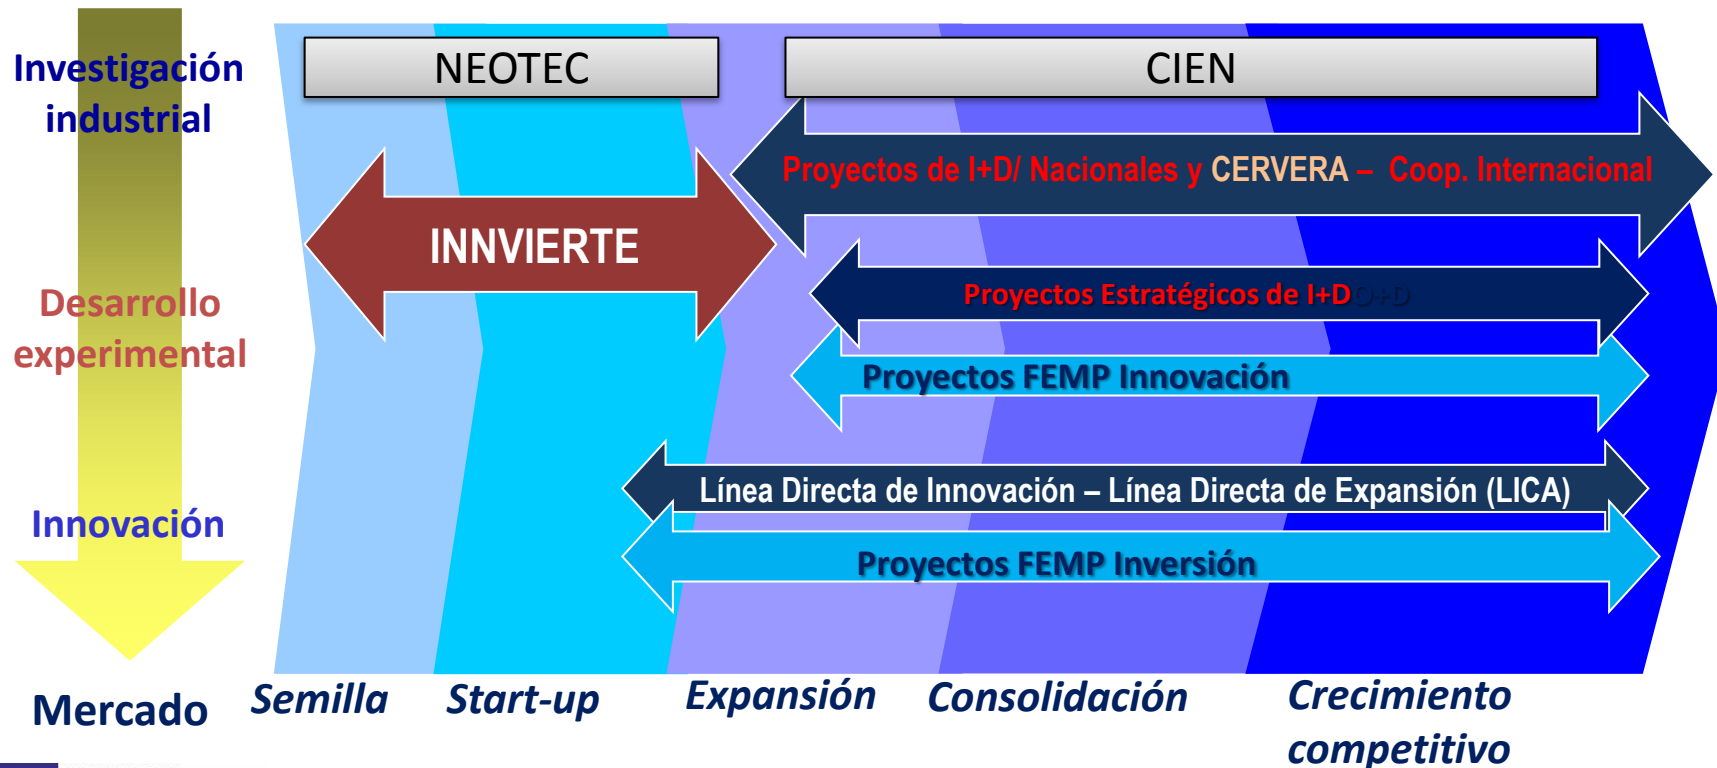 Investigación
industrial
NEOTEC
CIEN
Proyectos de I+D/ Nacionales y CERVERA – Coop. Internacional
INNVIERTE
Desarrollo
experimental
Proyectos Estratégicos de I+D
Proyectos FEMP Innovación
Línea Directa de Innovación – Línea Directa de Expansión (LICA)
Innovación
Proyectos FEMP Inversión
Mercado
Semilla
Start-up
Expansión
Consolidación
Crecimiento
competitivo